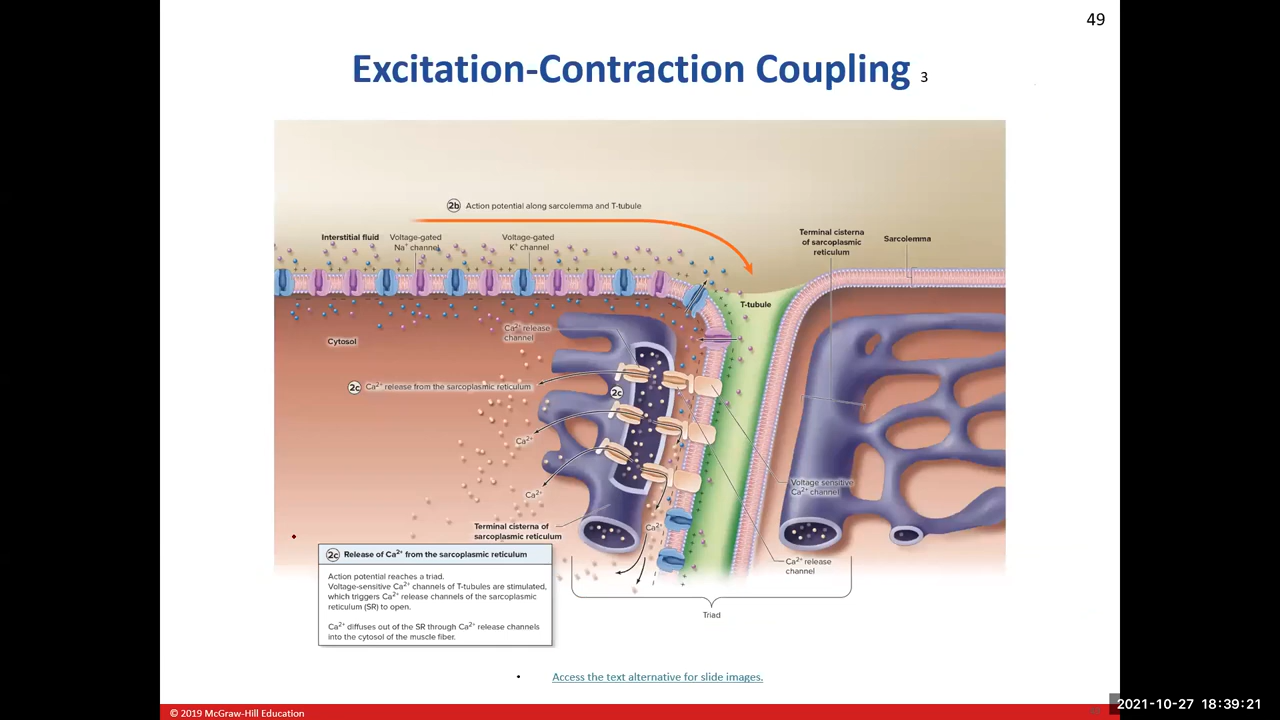 49
Excitation-Contraction Coupling 3
2b Action potential along sarcolemma and T-tubule
Interstitial fluid
Voltage-gated
Na⁺ channel
Voltage-gated
K⁺ channel
Terminal cisterna
of sarcoplasmic
reticulum
Sarcolemma
T-tubule
Ca²⁺ release
channel
Cytosol
2c Ca²⁺ release from the sarcoplasmic reticulum
2c
Ca²⁺
Ca²⁺
Voltage sensitive
Ca²⁺ channel
Terminal cisterna of
sarcoplasmic reticulum
Ca²⁺
Ca²⁺ release
channel
Triad
2c Release of Ca²⁺ from the sarcoplasmic reticulum
Action potential reaches a triad.
Voltage-sensitive Ca²⁺ channels of T-tubules are stimulated,
which triggers Ca²⁺ release channels of the sarcoplasmic
reticulum (SR) to open.
Ca²⁺ diffuses out of the SR through Ca²⁺ release channels
into the cytosol of the muscle fiber.
• Access the text alternative for slide images.
© 2019 McGraw-Hill Education
2021-10-27 18:39:21